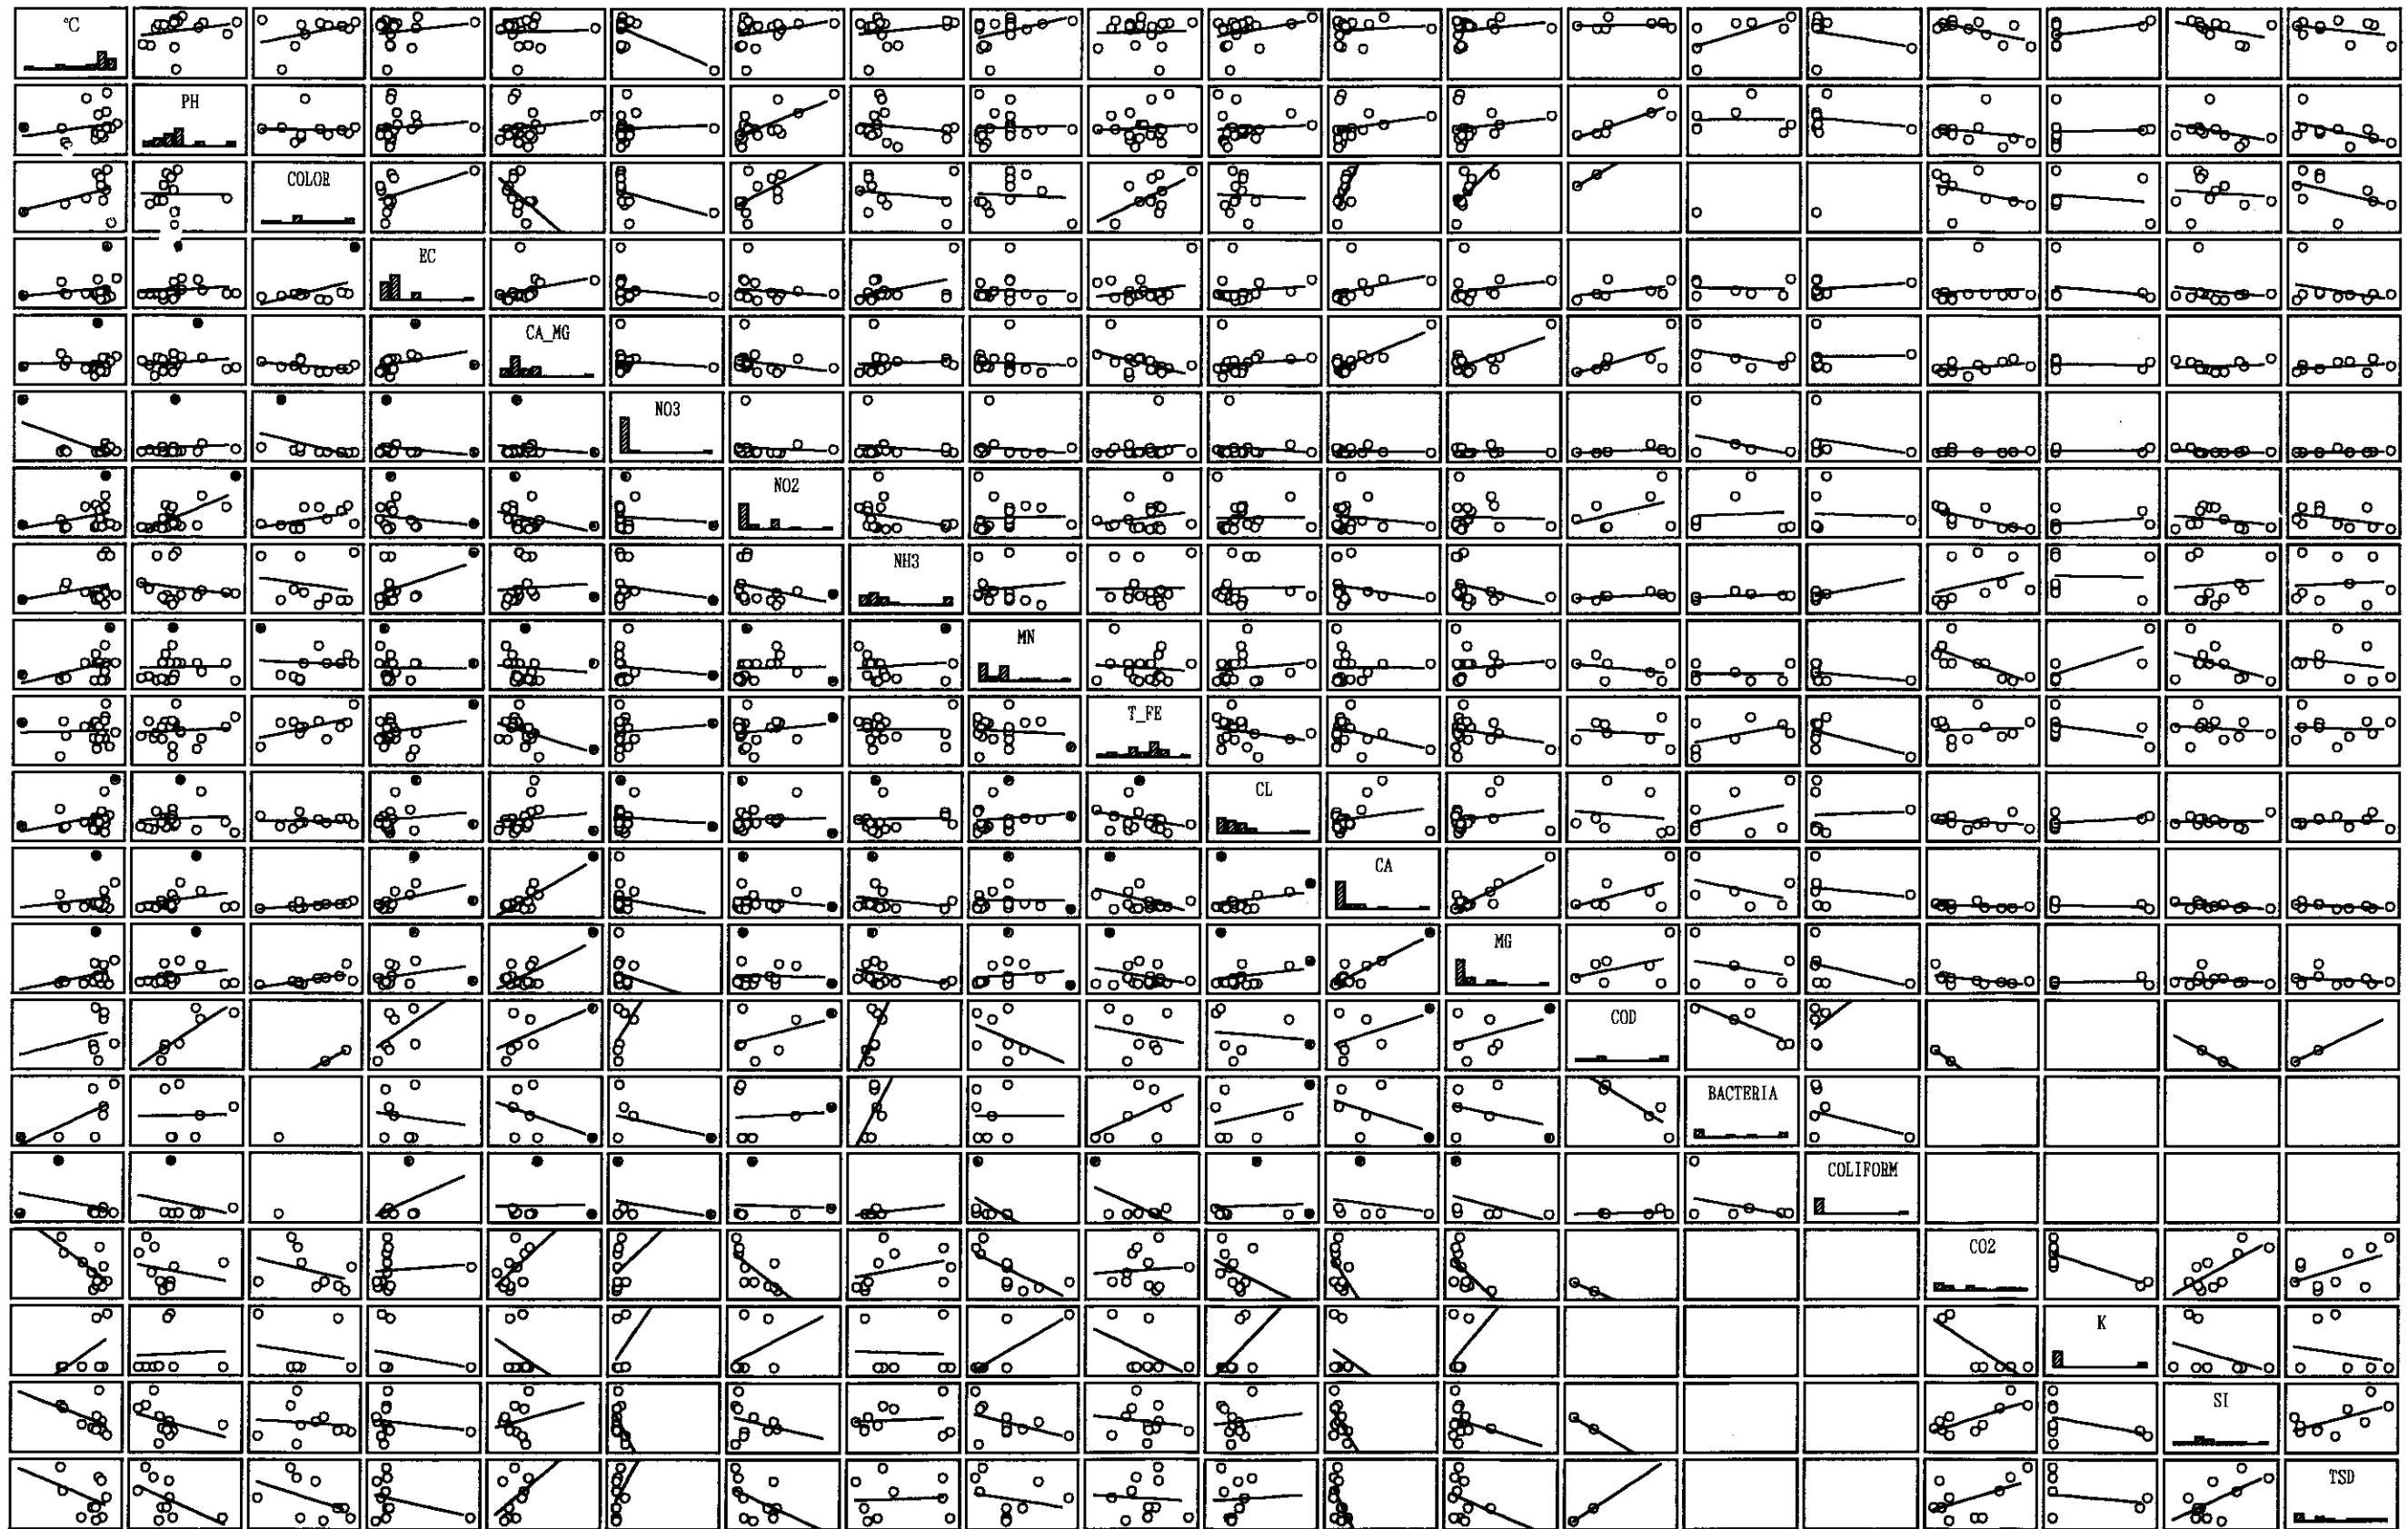 °C
PH
COLOR
EC
CA_MG
NO3
NO2
NH3
MN
T_FE
CL
CA
MG
COD
BACTERIA
COLIFORM
CO2
K
SI
TSD